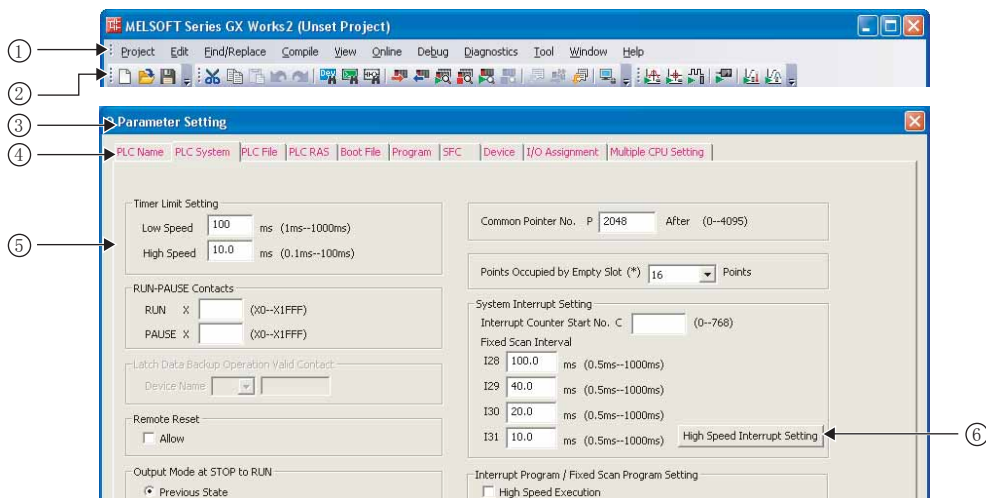 MELSOFT Series GX Works2 (Unset Project)
① Project Edit Find/Replace Compile View Online Debug Diagnostics Tool Window Help
②
③ Parameter Setting
④ PLC Name PLC System PLC File PLC RAS Boot File Program SFC Device I/O Assignment Multiple CPU Setting
⑤
Timer Limit Setting
Low Speed 100 ms (1ms--1000ms)
High Speed 10.0 ms (0.1ms--100ms)
RUN-PAUSE Contacts
RUN X (X0--X1FFF)
PAUSE X (X0--X1FFF)
Latch Data Backup Operation Valid Contact
Device Name
Remote Reset
Allow
Output Mode at STOP to RUN
Previous State
Common Pointer No. P 2048 After (0--4095)
Points Occupied by Empty Slot (*) 16 Points
System Interrupt Setting
Interrupt Counter Start No. C (0--768)
Fixed Scan Interval
I28 100.0 ms (0.5ms--1000ms)
I29 40.0 ms (0.5ms--1000ms)
I30 20.0 ms (0.5ms--1000ms)
I31 10.0 ms (0.5ms--1000ms) High Speed Interrupt Setting ⑥
Interrupt Program / Fixed Scan Program Setting
High Speed Execution